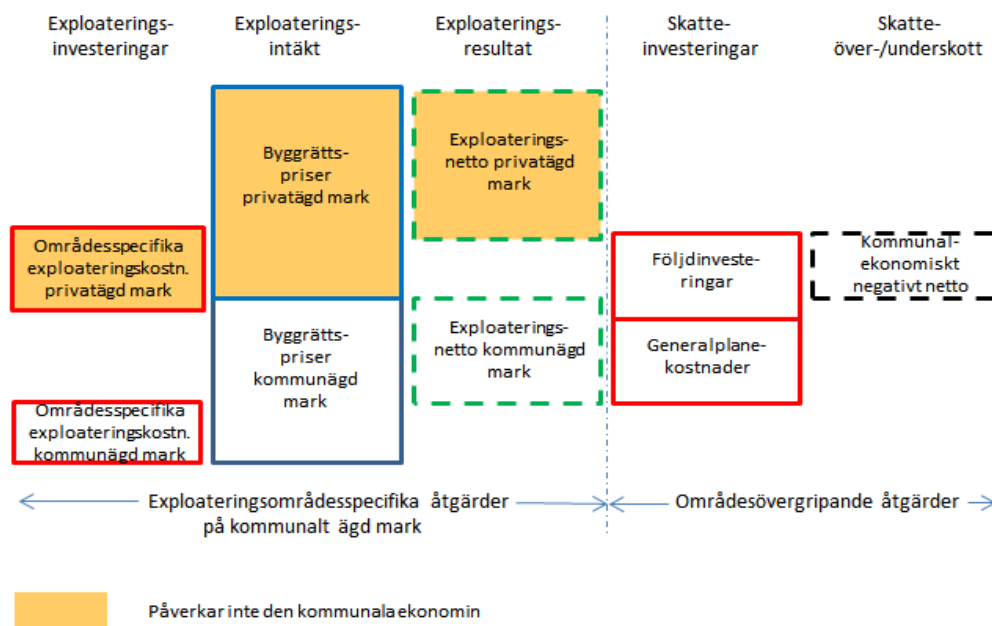 Exploaterings-
investeringar
Exploaterings-
intäkt
Exploaterings-
resultat
Skatte-
investeringar
Skatte-
över-/underskott
Byggrätts-
priser
privatägd mark
Exploaterings-
netto privatägd
mark
Områdesspecifika
exploateringskostn.
privatägd mark
Följdinveste-
ringar
Kommunal-
ekonomiskt
negativt netto
Byggrätts-
priser
kommunägd
mark
Exploaterings-
netto kommunägd
mark
Generalplane-
kostnader
Områdesspecifika
exploateringskostn.
kommunägd mark
Exploateringsområdesspecifika åtgärder
på kommunalt ägd mark
Områdesövergripande åtgärder
Påverkar inte den kommunala ekonomin